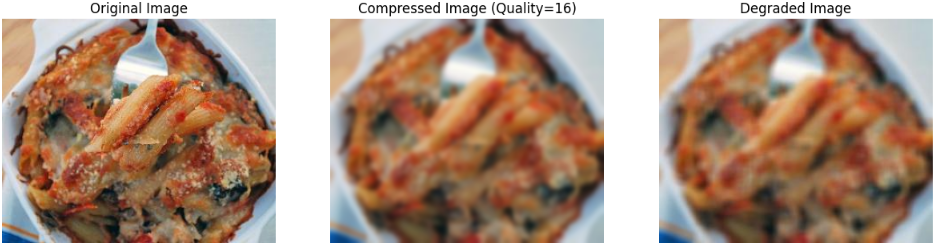 Original Image
Compressed Image (Quality=16)
Degraded Image